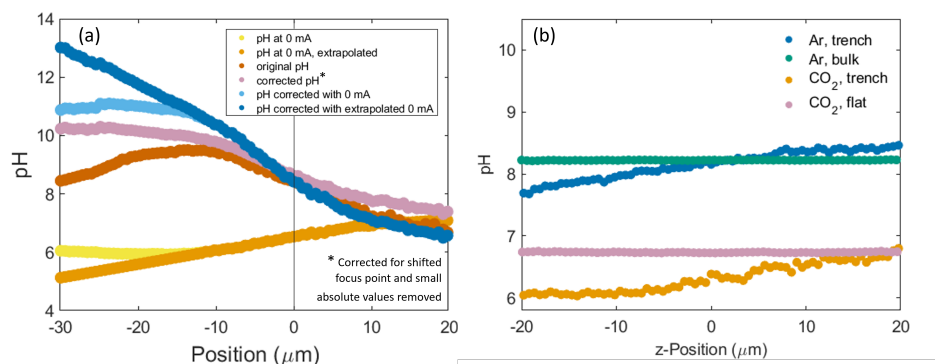 (a)
pH at 0 mA
pH at 0 mA, extrapolated
original pH
corrected pH*
pH corrected with 0 mA
pH corrected with extrapolated 0 mA
14
12
10
8
6
4
pH
* Corrected for shifted
focus point and small
absolute values removed
-30
-20
-10
0
10
20
Position (μm)
(b)
Ar, trench
Ar, bulk
CO2, trench
CO2, flat
10
9
8
7
6
pH
-20
-10
0
10
20
z-Position (μm)